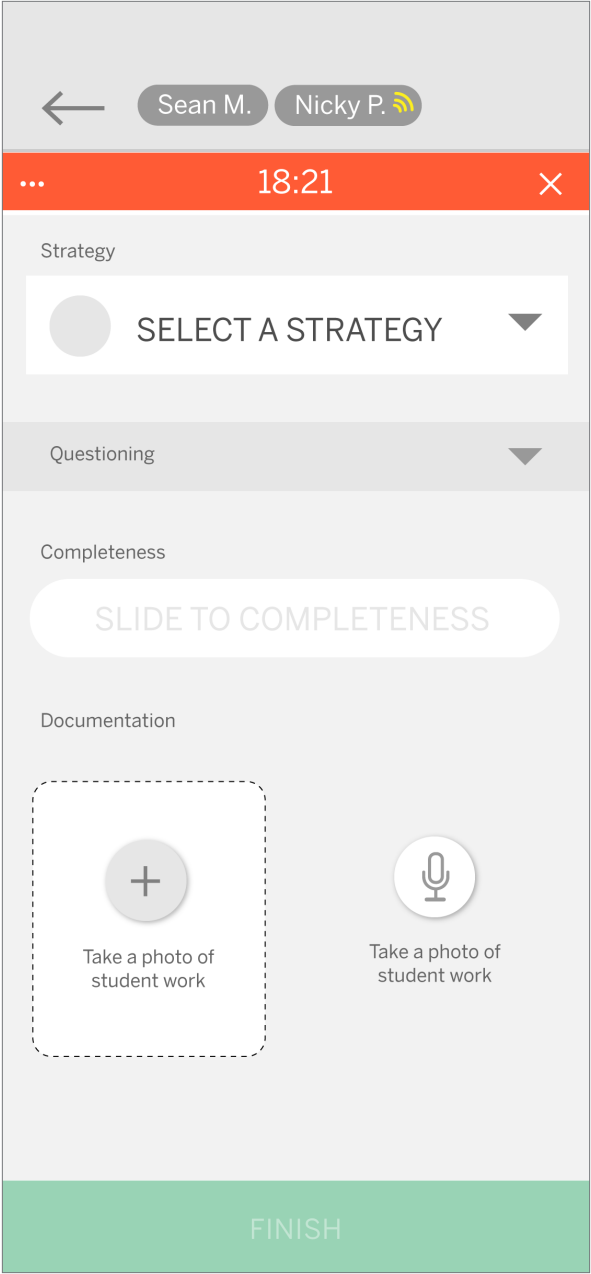 Sean M. Nicky P.
18:21
Strategy
SELECT A STRATEGY
Questioning
Completeness
SLIDE TO COMPLETENESS
Documentation
Take a photo of
student work
Take a photo of
student work
FINISH